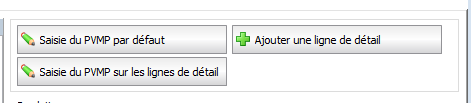 Saisie du PVMP par défaut
Ajouter une ligne de détail
Saisie du PVMP sur les lignes de détail